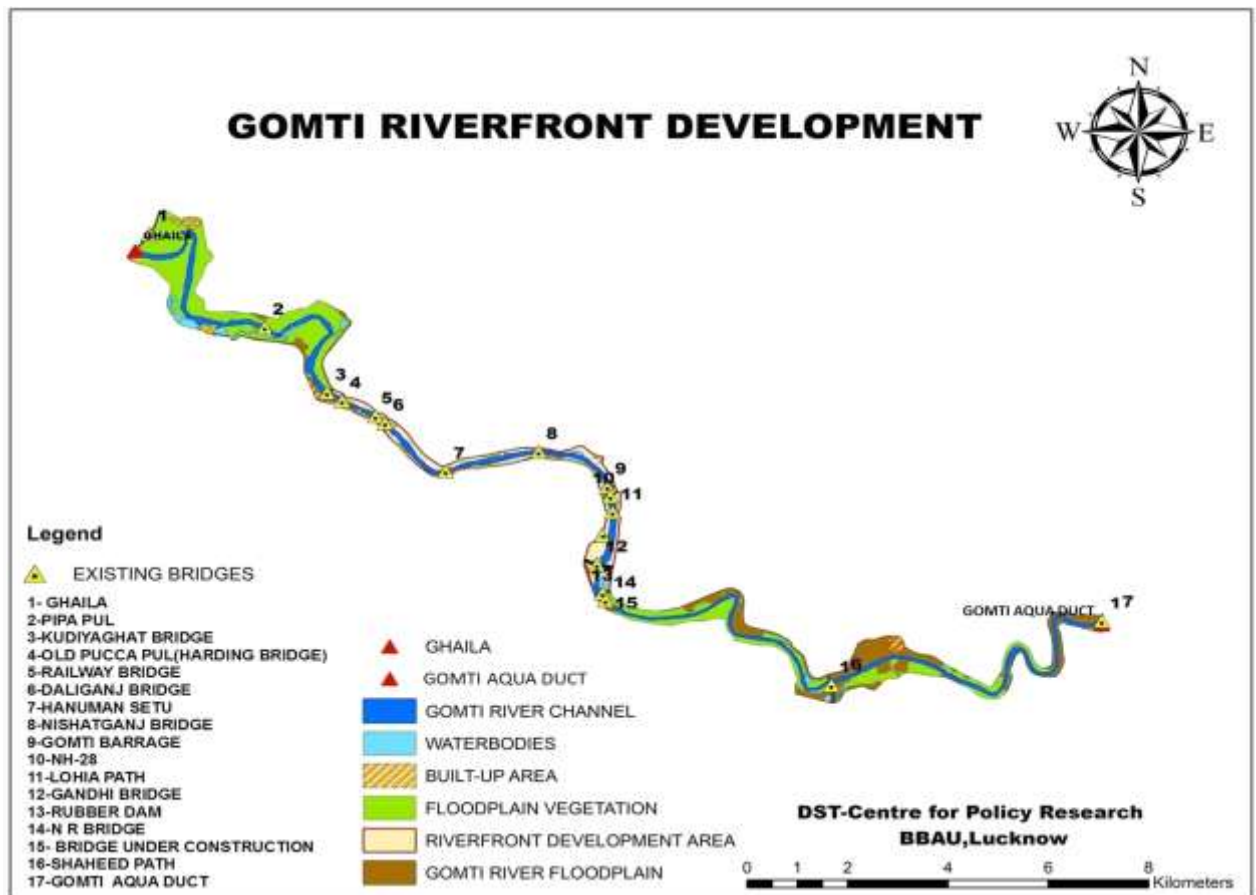 GOMTI RIVERFRONT DEVELOPMENT
N
W
E
S
1
GHAILA
2
3
4
5
6
7
8
9
10
11
12
13
14
15
16
GOMTI AQUA DUCT
17
Legend
EXISTING BRIDGES
1- GHAILA
2-PIPA PUL
3-KUDIYAGHAT BRIDGE
4-OLD PUCCA PUL(HARDING BRIDGE)
5-RAILWAY BRIDGE
6-DALIGANJ BRIDGE
7-HANUMAN SETU
8-NISHATGANJ BRIDGE
9-GOMTI BARRAGE
10-NH-28
11-LOHIA PATH
12-GANDHI BRIDGE
13-RUBBER DAM
14-N R BRIDGE
15- BRIDGE UNDER CONSTRUCTION
16-SHAHEED PATH
17-GOMTI AQUA DUCT
GHAILA
GOMTI AQUA DUCT
GOMTI RIVER CHANNEL
WATERBODIES
BUILT-UP AREA
FLOODPLAIN VEGETATION
RIVERFRONT DEVELOPMENT AREA
GOMTI RIVER FLOODPLAIN
DST-Centre for Policy Research
BBAU,Lucknow
0 1 2 4 6 8
Kilometers